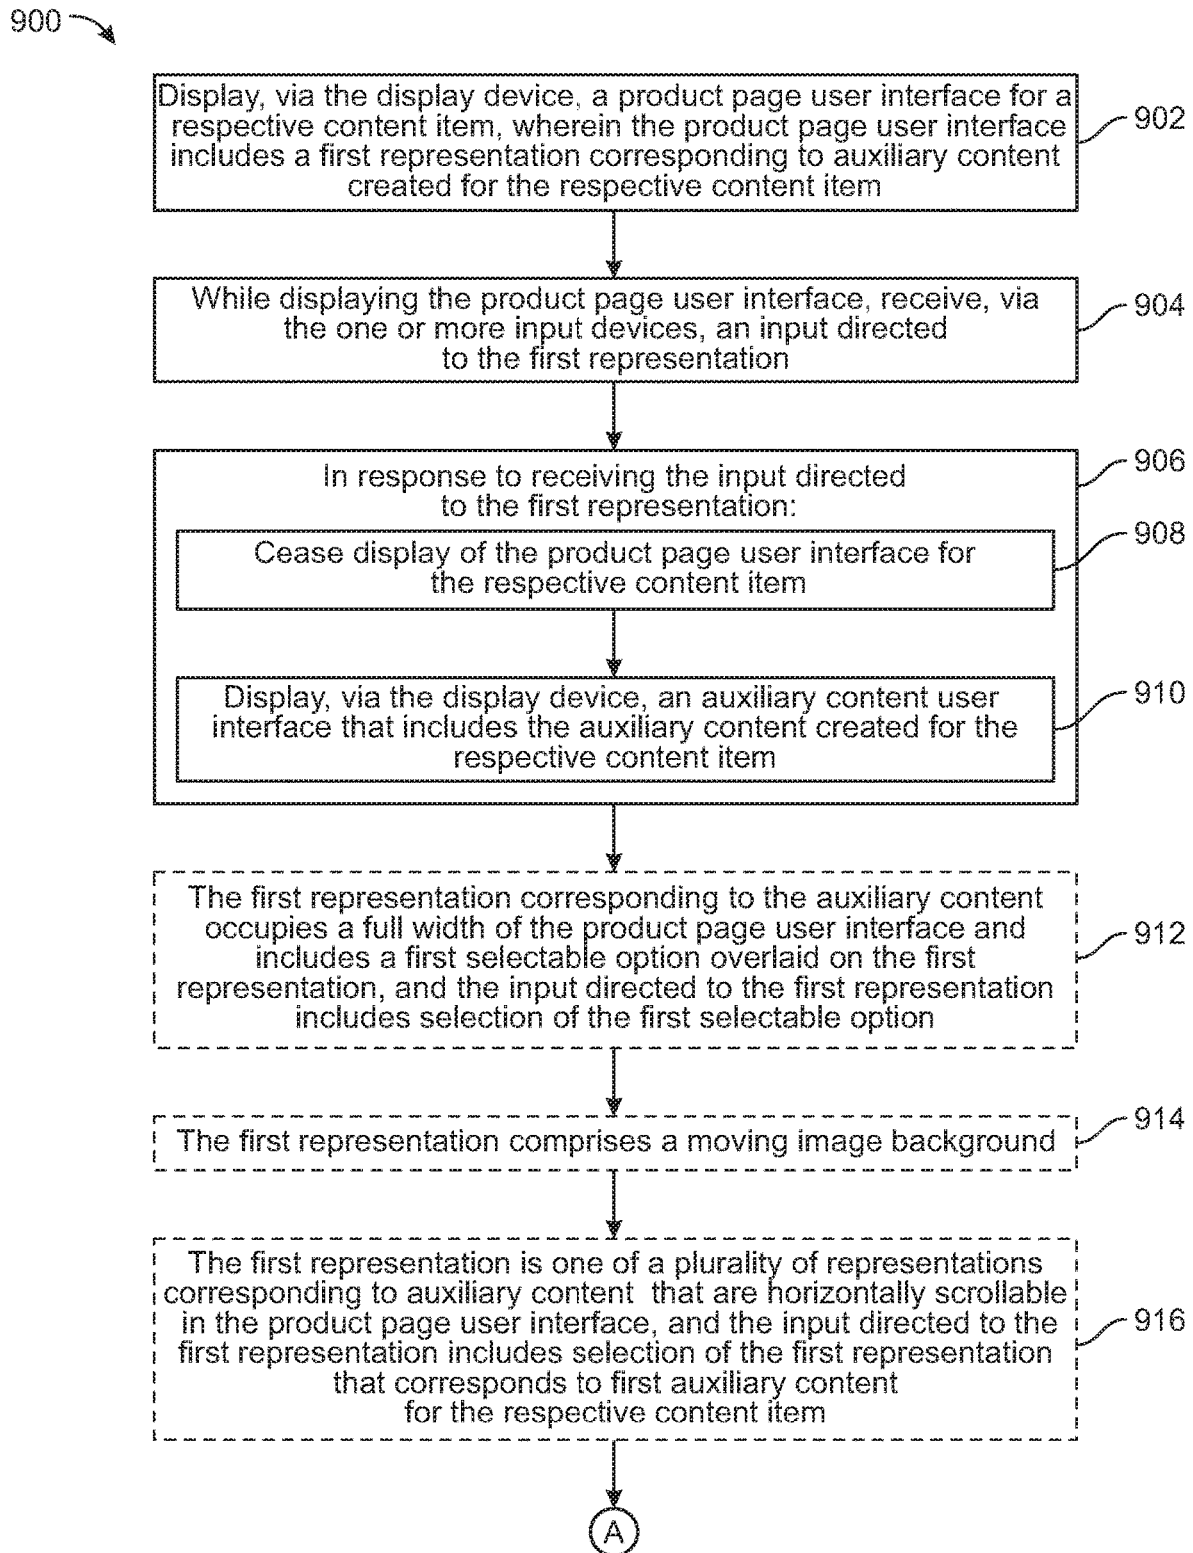 900
Display, via the display device, a product page user interface for a
respective content item, wherein the product page user interface
includes a first representation corresponding to auxiliary content
created for the respective content item
902
While displaying the product page user interface, receive, via
the one or more input devices, an input directed
to the first representation
904
In response to receiving the input directed
to the first representation:
906
Cease display of the product page user interface for
the respective content item
908
Display, via the display device, an auxiliary content user
interface that includes the auxiliary content created for the
respective content item
910
The first representation corresponding to the auxiliary content
occupies a full width of the product page user interface and
includes a first selectable option overlaid on the first
representation, and the input directed to the first representation
includes selection of the first selectable option
912
The first representation comprises a moving image background
914
The first representation is one of a plurality of representations
corresponding to auxiliary content that are horizontally scrollable
in the product page user interface, and the input directed to the
first representation includes selection of the first representation
that corresponds to first auxiliary content
for the respective content item
916
A